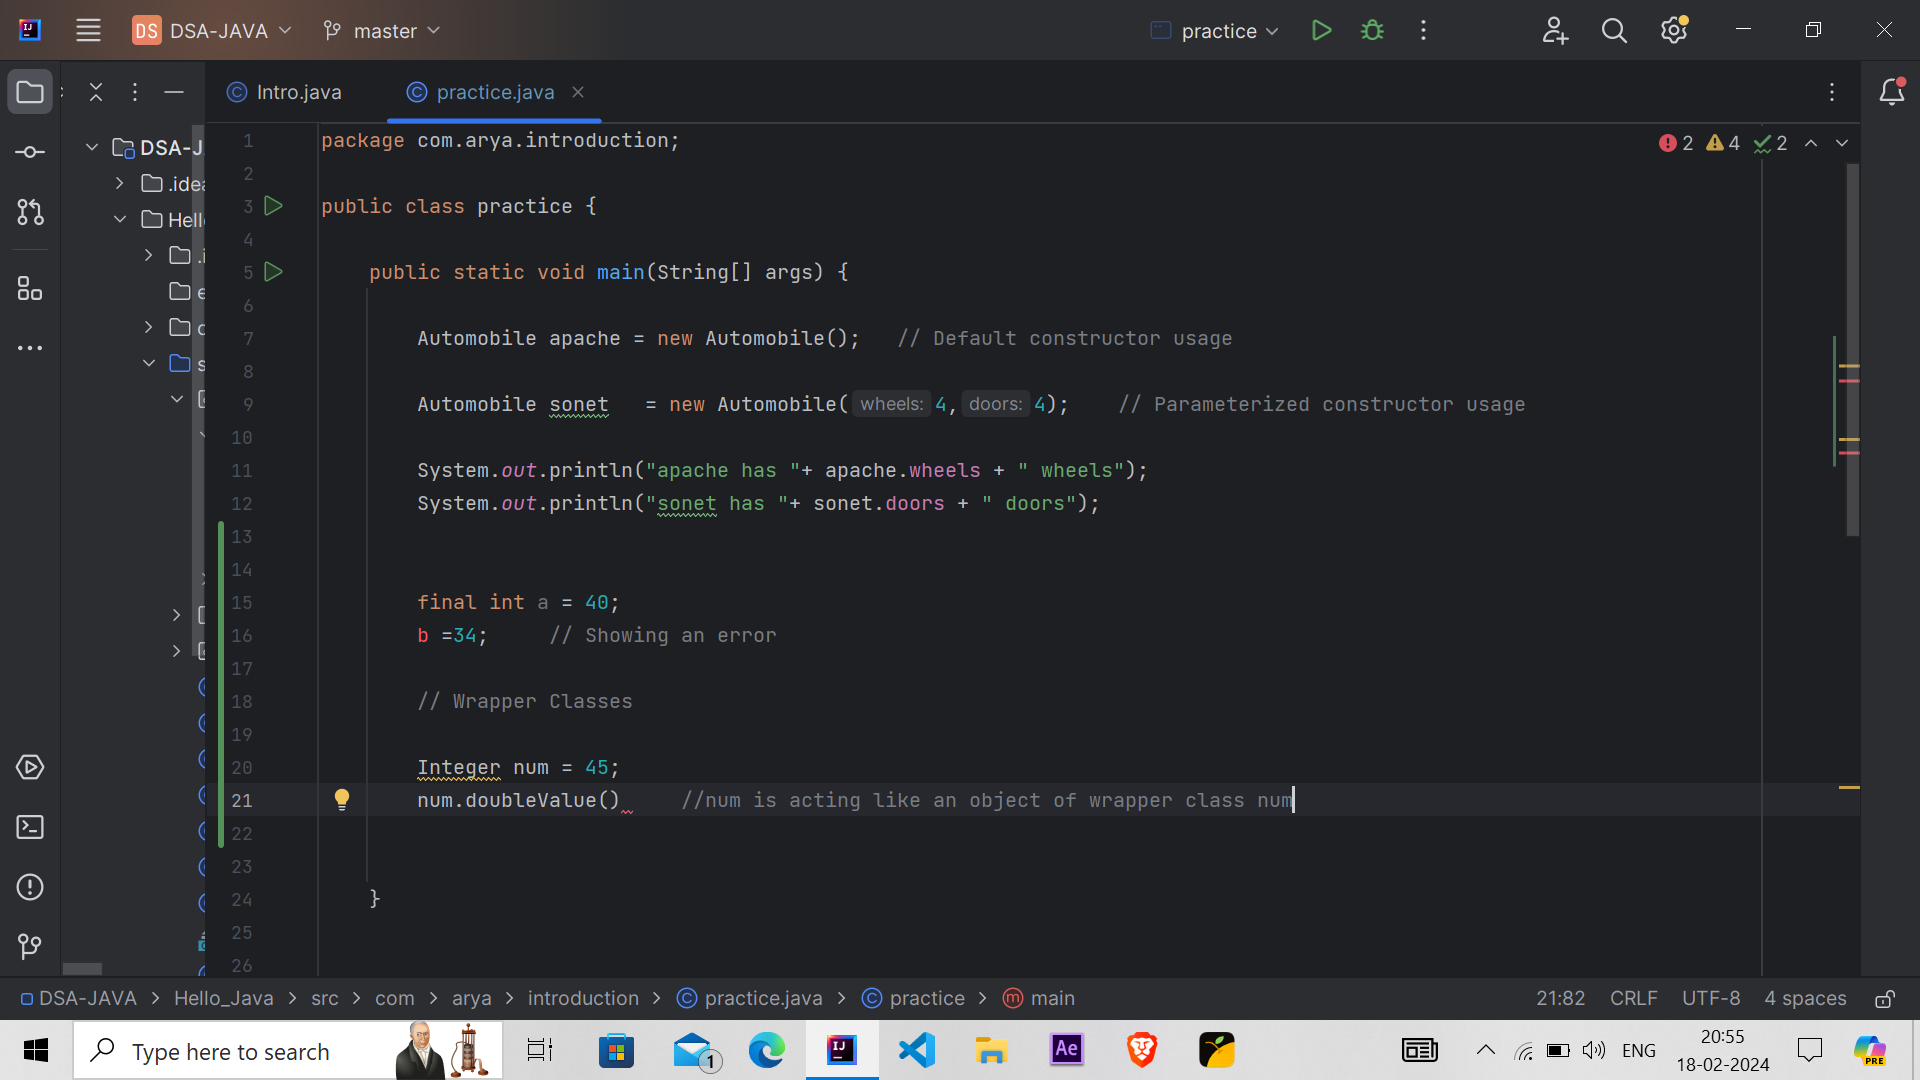 DS DSA-JAVA master practice
Intro.java practice.java
DSA-J
.idea
Hell
1 package com.arya.introduction;
2
3 public class practice {
4
5 public static void main(String[] args) {
6
7 Automobile apache = new Automobile(); // Default constructor usage
8
9 Automobile sonet = new Automobile( wheels: 4, doors: 4); // Parameterized constructor usage
10
11 System.out.println("apache has "+ apache.wheels + " wheels");
12 System.out.println("sonet has "+ sonet.doors + " doors");
13
14
15 final int a = 40;
16 b =34; // Showing an error
17
18 // Wrapper Classes
19
20 Integer num = 45;
21 num.doubleValue() //num is acting like an object of wrapper class num
22
23
24 }
25
26
2 4 2
DSA-JAVA > Hello_Java > src > com > arya > introduction > practice.java > practice > main 21:82 CRLF UTF-8 4 spaces
Type here to search 1 Ae ENG 20:55
18-02-2024 PRE